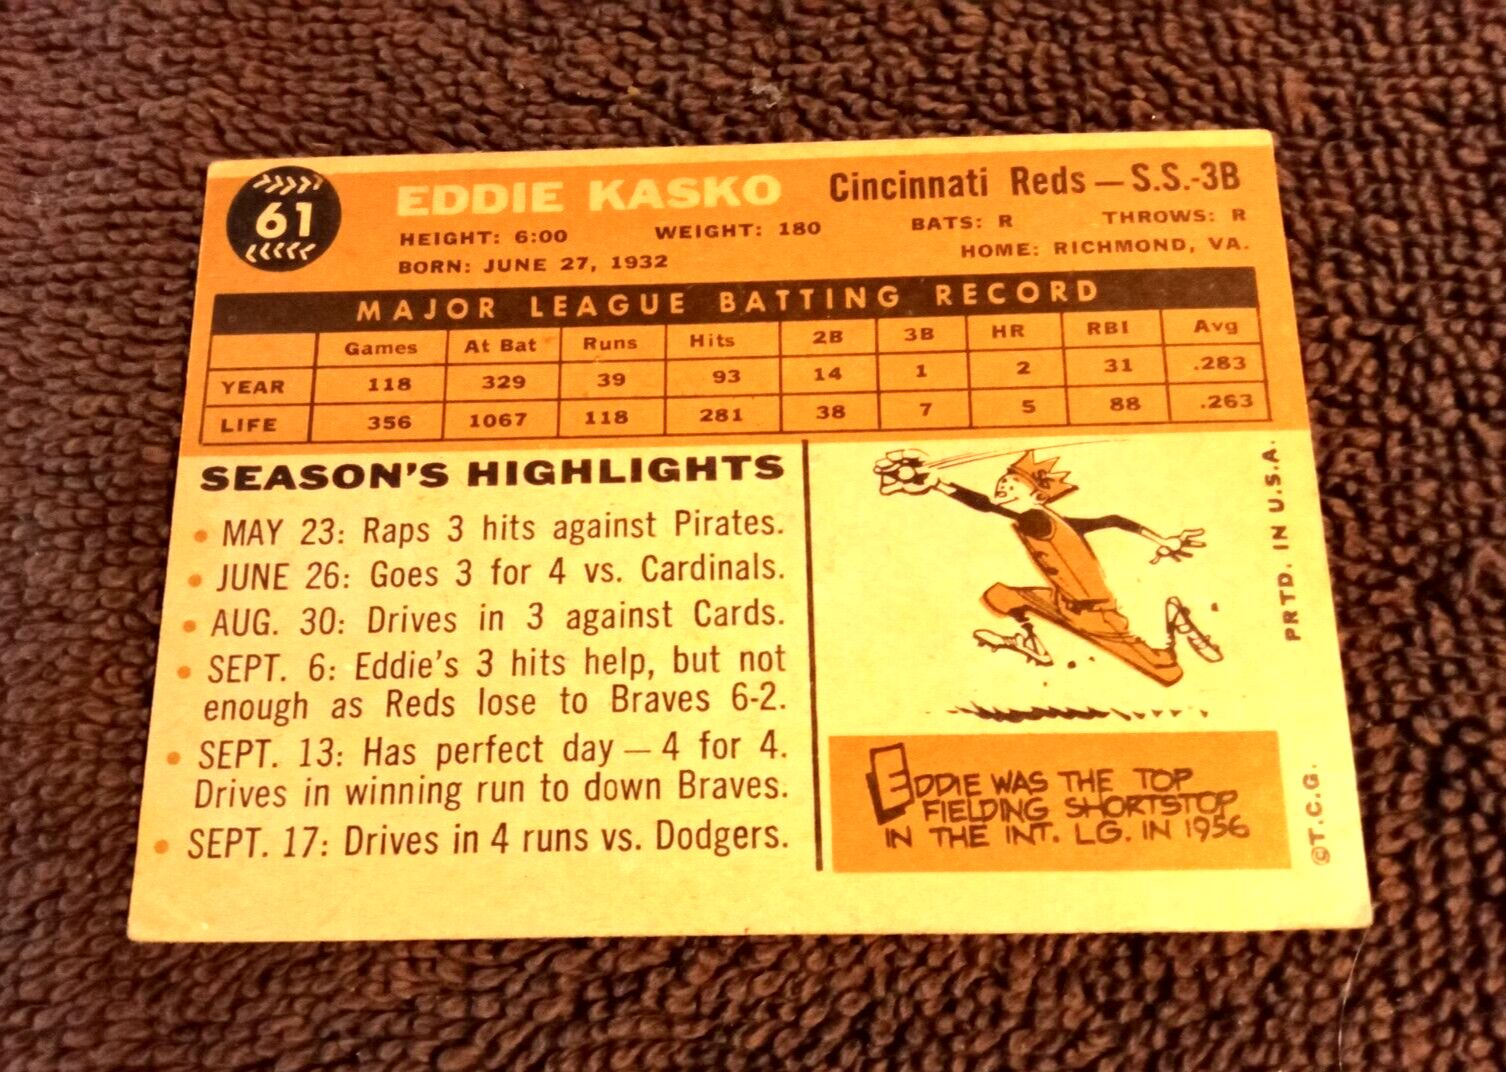 61
EDDIE KASKO Cincinnati Reds — S.S.-3B
HEIGHT: 6:00 WEIGHT: 180 BATS: R THROWS: R
BORN: JUNE 27, 1932 HOME: RICHMOND, VA.
MAJOR LEAGUE BATTING RECORD
Games At Bat Runs Hits 2B 3B HR RBI Avg
YEAR 118 329 39 93 14 1 2 31 .283
LIFE 356 1067 118 281 38 7 5 88 .263
SEASON'S HIGHLIGHTS
• MAY 23: Raps 3 hits against Pirates.
• JUNE 26: Goes 3 for 4 vs. Cardinals.
• AUG. 30: Drives in 3 against Cards.
• SEPT. 6: Eddie's 3 hits help, but not
enough as Reds lose to Braves 6-2.
• SEPT. 13: Has perfect day — 4 for 4.
Drives in winning run to down Braves.
• SEPT. 17: Drives in 4 runs vs. Dodgers.
EDDIE WAS THE TOP
FIELDING SHORTSTOP
IN THE INT. LG. IN 1956
©T.C.G. PRTD. IN U.S.A.